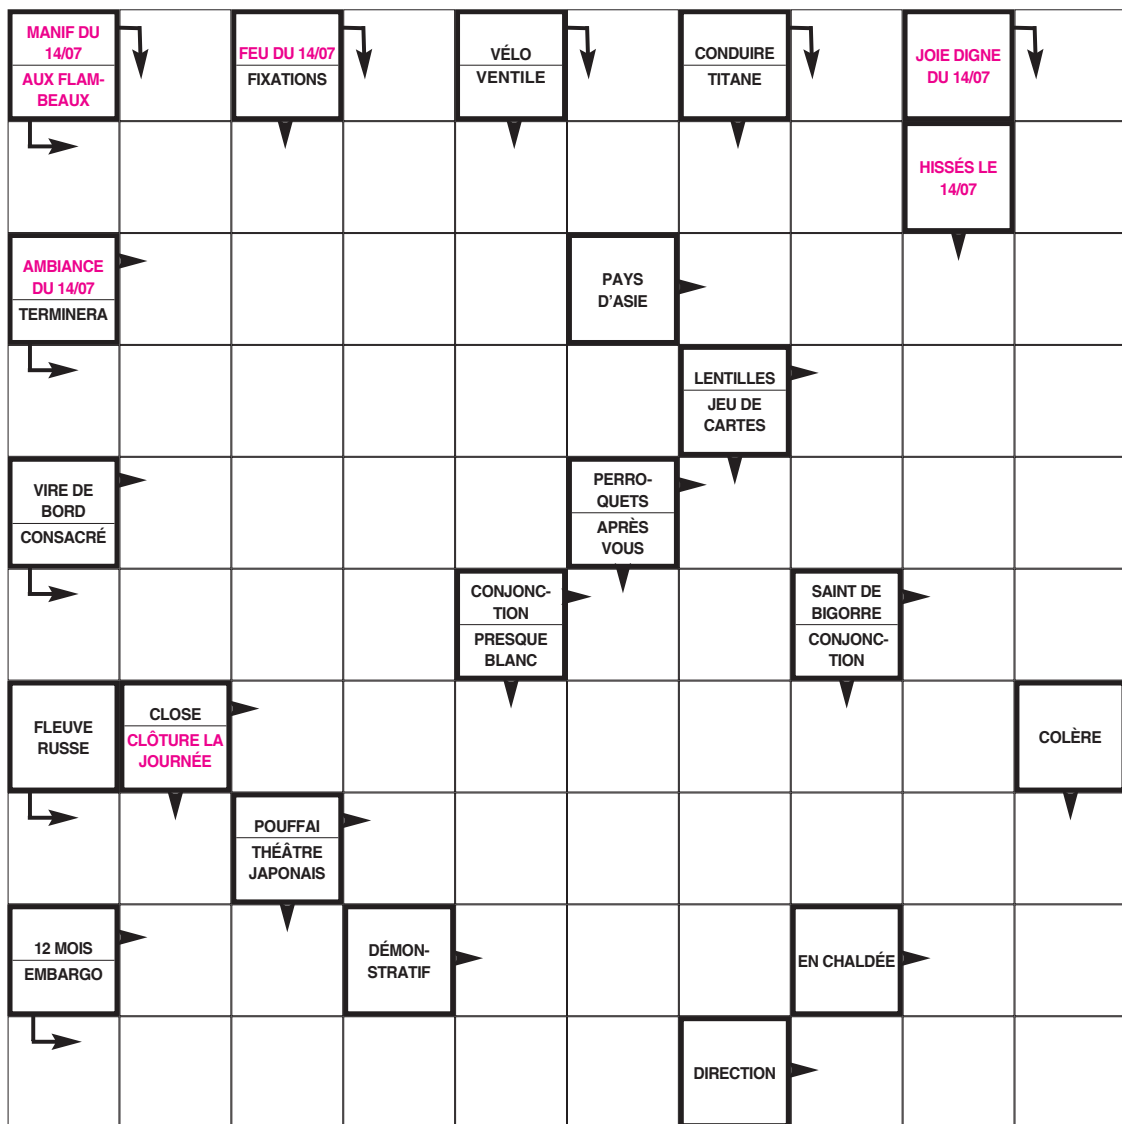 MANIF DU
14/07
AUX FLAM-
BEAUX
FEU DU 14/07
FIXATIONS
VÉLO
VENTILE
CONDUIRE
TITANE
JOIE DIGNE
DU 14/07
HISSÉS LE
14/07
AMBIANCE
DU 14/07
TERMINERA
PAYS
D’ASIE
LENTILLES
JEU DE
CARTES
VIRE DE
BORD
CONSACRÉ
PERRO-
QUETS
APRÈS
VOUS
CONJONC-
TION
PRESQUE
BLANC
SAINT DE
BIGORRE
CONJONC-
TION
FLEUVE
RUSSE
CLOSE
CLÔTURE LA
JOURNÉE
COLÈRE
POUFFAI
THÉÂTRE
JAPONAIS
12 MOIS
EMBARGO
DÉMON-
STRATIF
EN CHALDÉE
DIRECTION